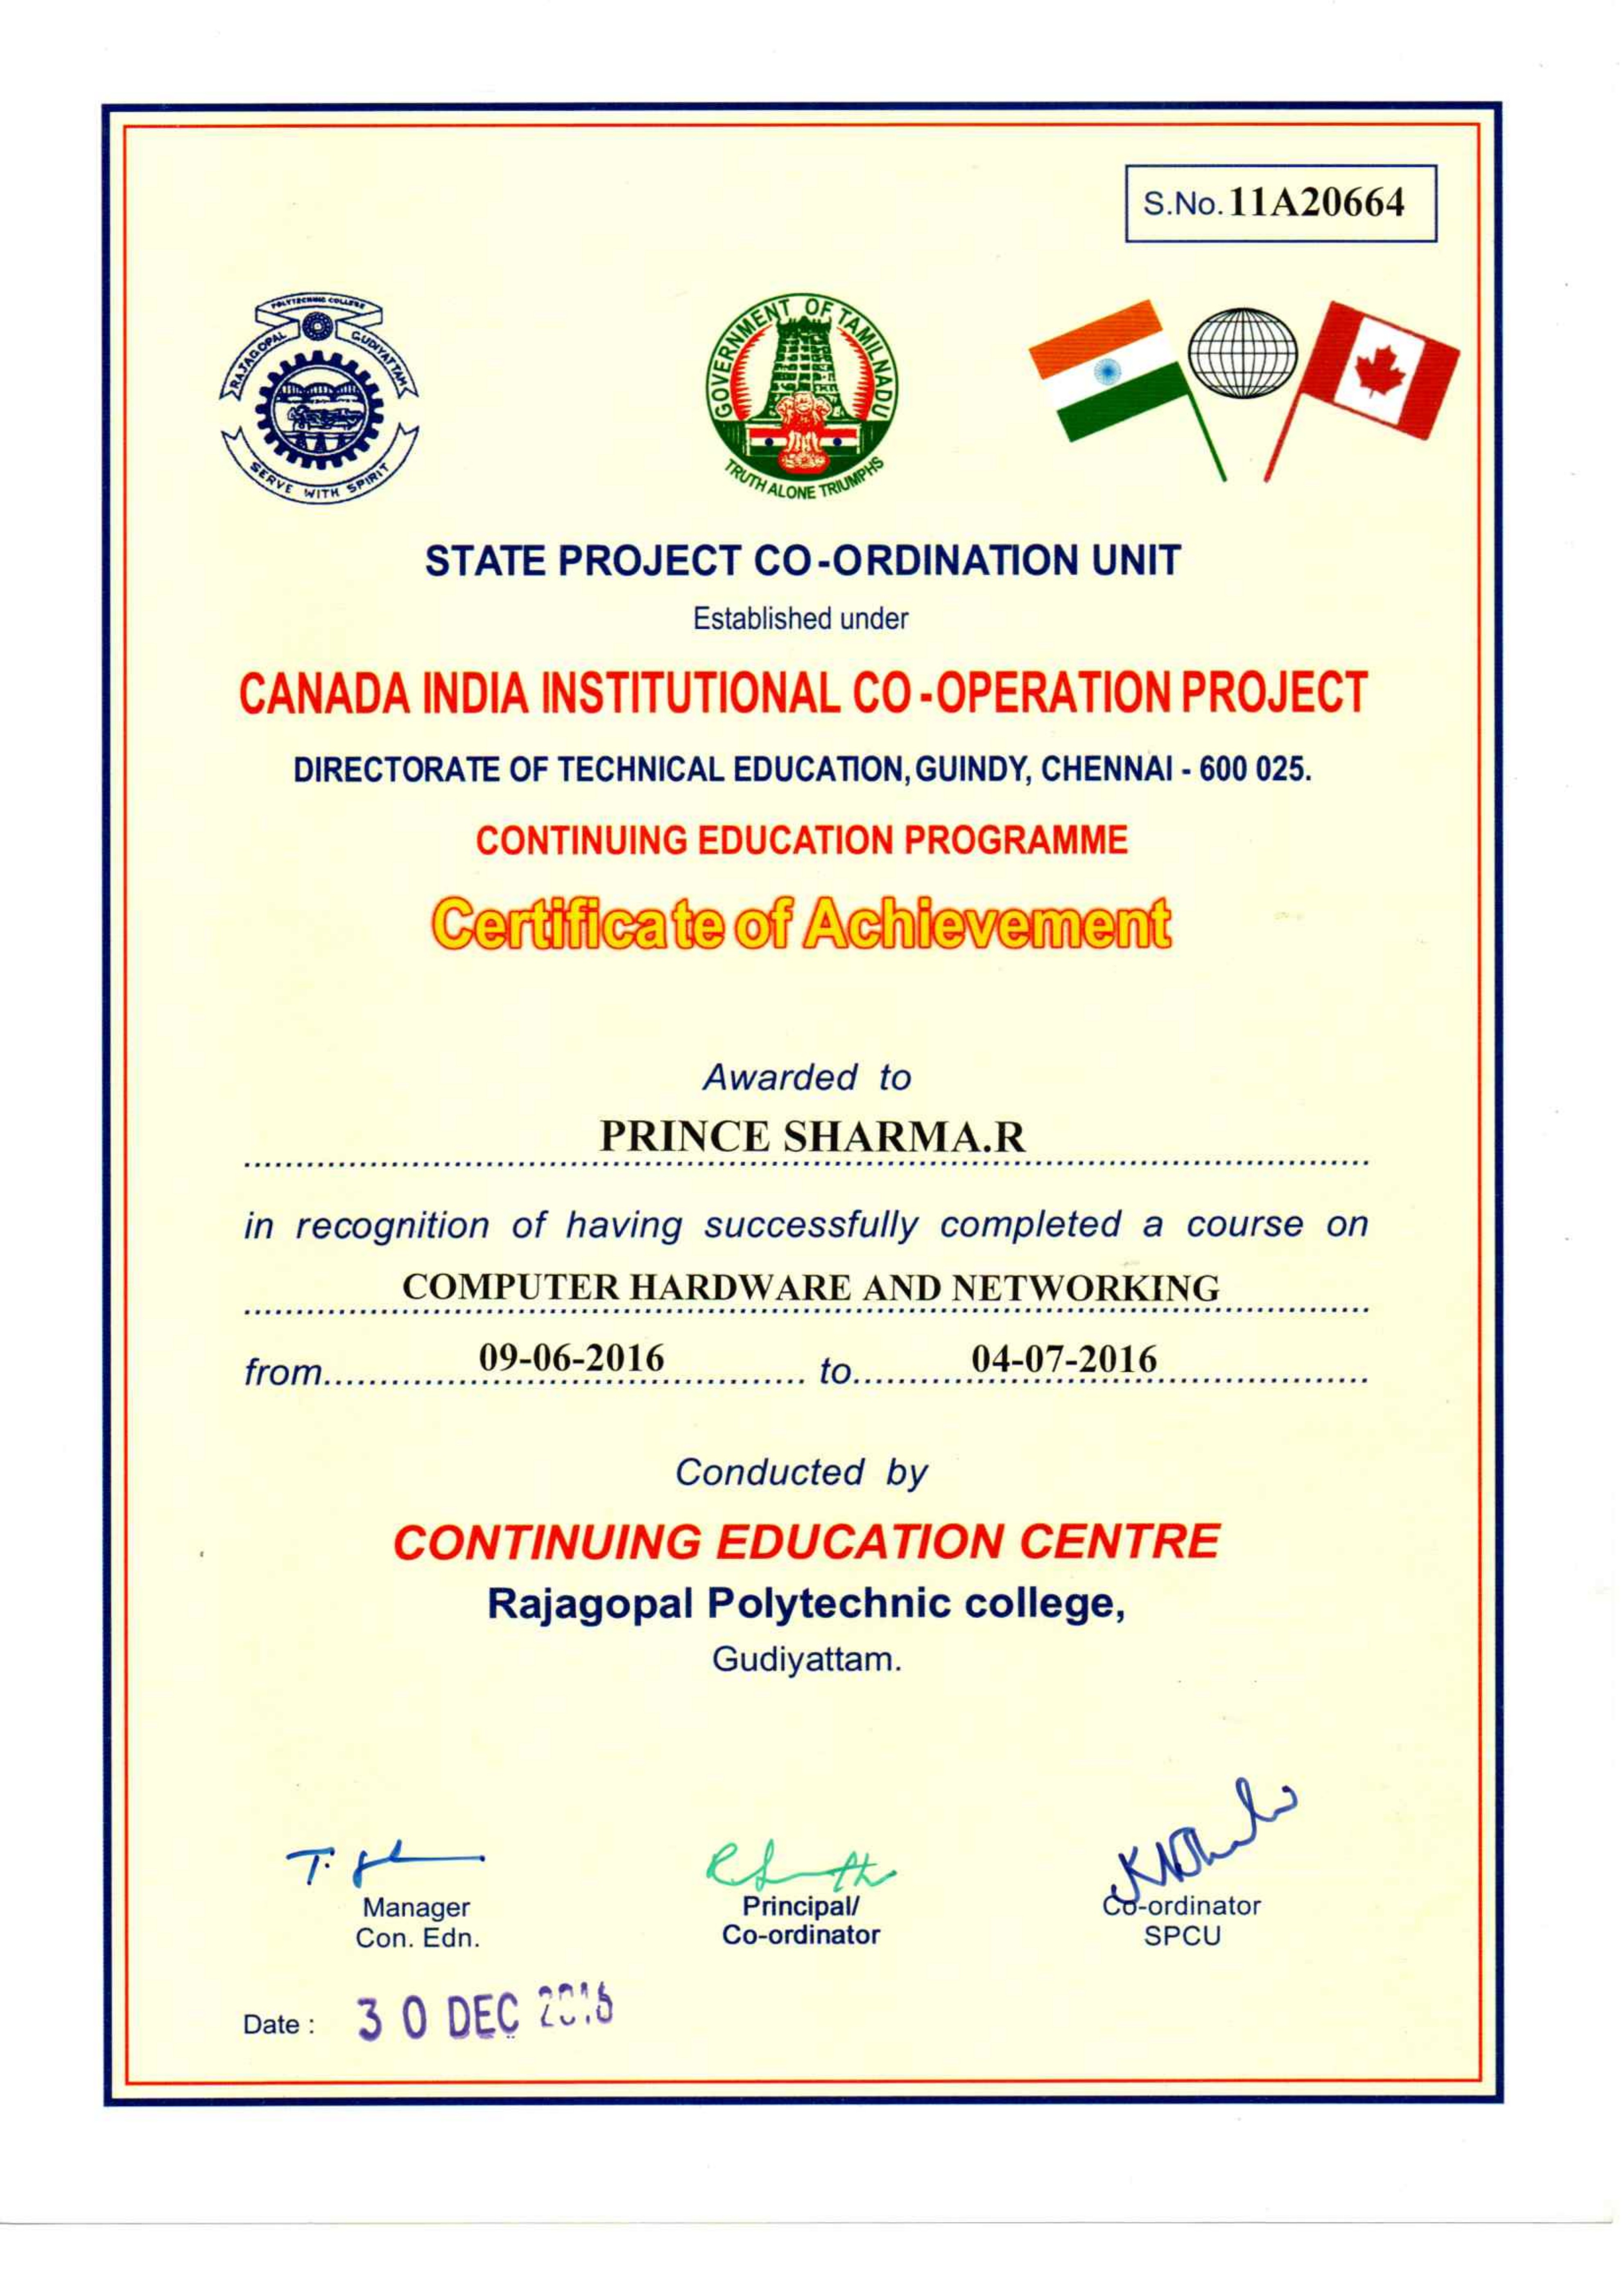 S.No. 11A20664
POLYTECHNIC COLLEGE
RAJAGOPAL
GUDIYATTAM
SERVE WITH SPIRIT
GOVERNMENT OF TAMILNADU
TRUTH ALONE TRIUMPHS
STATE PROJECT CO-ORDINATION UNIT
Established under
CANADA INDIA INSTITUTIONAL CO-OPERATION PROJECT
DIRECTORATE OF TECHNICAL EDUCATION, GUINDY, CHENNAI - 600 025.
CONTINUING EDUCATION PROGRAMME
Certificate of Achievement
Awarded to
PRINCE SHARMA.R
in recognition of having successfully completed a course on
COMPUTER HARDWARE AND NETWORKING
from 09-06-2016 to 04-07-2016
Conducted by
CONTINUING EDUCATION CENTRE
Rajagopal Polytechnic college,
Gudiyattam.
Manager
Con. Edn.
Principal/
Co-ordinator
Co-ordinator
SPCU
Date : 30 DEC